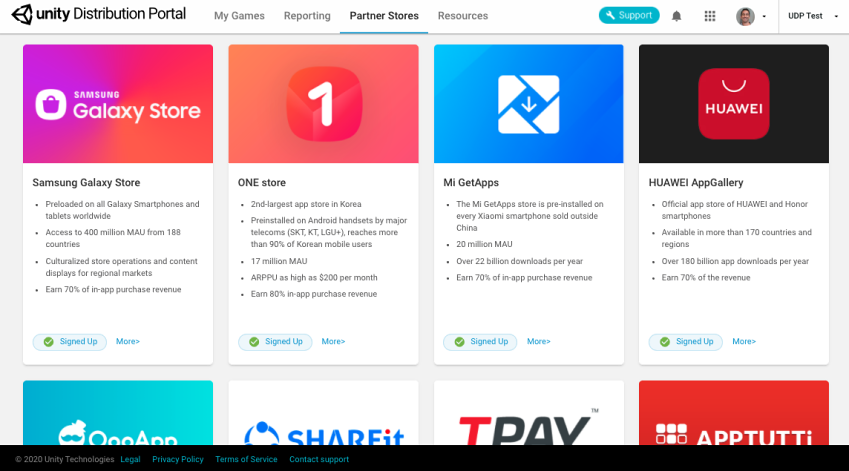 unity Distribution Portal
My Games
Reporting
Partner Stores
Resources
Support
UDP Test
SAMSUNG
Galaxy Store
1
HUAWEI
Samsung Galaxy Store
• Preloaded on all Galaxy Smartphones and
tablets worldwide
• Access to 400 million MAU from 188
countries
• Culturalized store operations and content
displays for regional markets
• Earn 70% of in-app purchase revenue
Signed Up
More>
ONE store
• 2nd-largest app store in Korea
• Preinstalled on Android handsets by major
telecoms (SKT, KT, LGU+), reaches more
than 90% of Korean mobile users
• 17 million MAU
• ARPPU as high as $200 per month
• Earn 80% in-app purchase revenue
Signed Up
More>
Mi GetApps
• The Mi GetApps store is pre-installed on
every Xiaomi smartphone sold outside
China
• 20 million MAU
• Over 22 billion downloads per year
• Earn 70% of in-app purchase revenue
Signed Up
More>
HUAWEI AppGallery
• Official app store of HUAWEI and Honor
smartphones
• Available in more than 170 countries and
regions
• Over 180 billion app downloads per year
• Earn 70% of the revenue
Signed Up
More>
SHAREit
TPAY™
APPTUTTi
© 2020 Unity Technologies
Legal
Privacy Policy
Terms of Service
Contact support